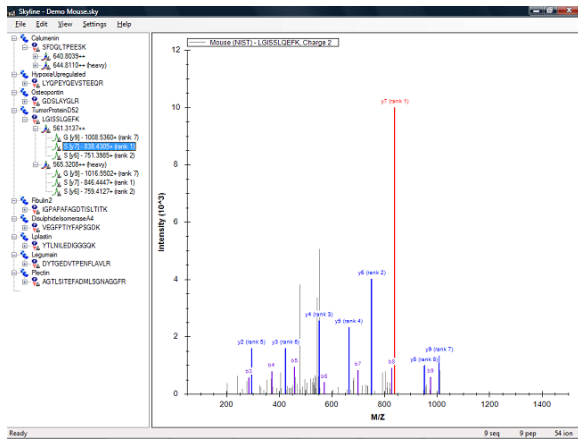 Skyline - Demo Mouse.sky
File Edit View Settings Help
Calumenin
SFDQLTPEESK
640.8039++
644.8110++ (heavy)
HypoxiaUpregulated
LYQPEYQEVSTEEQR
Osteopontin
GDSLAYGLR
TumorProteinD52
LGISSLQEFK
561.3137++
G [y9] - 1008.5360+ (rank 7)
S [y7] - 838.4305+ (rank 1)
S [y6] - 751.3985+ (rank 2)
565.3208++ (heavy)
G [y9] - 1016.5502+ (rank 7)
S [y7] - 846.4447+ (rank 1)
S [y6] - 759.4127+ (rank 2)
Fibulin2
IGPAPAFAGDTISLTITK
DisulphideIsomeraseA4
VEGFPTIYFAPSGDK
Lplastin
YTLNILEDIGGGQK
Legumain
DYTGEDVTPENFLAVLR
Plectin
AGTLSITEFADMLSGNAGGFR
Mouse (NIST) - LGISSLQEFK, Charge 2
12
10
8
6
4
2
0
Intensity (10^3)
y7 (rank 1)
y6 (rank 2)
y4 (rank 3)
y5 (rank 4)
y2 (rank 5)
y3 (rank 6)
y9 (rank 7)
y8 (rank 8)
b3
b4
b5
b6
b7
b8
b9
200 400 600 800 1000 1200 1400
M/Z
Ready
9 seq 9 pep 54 ion